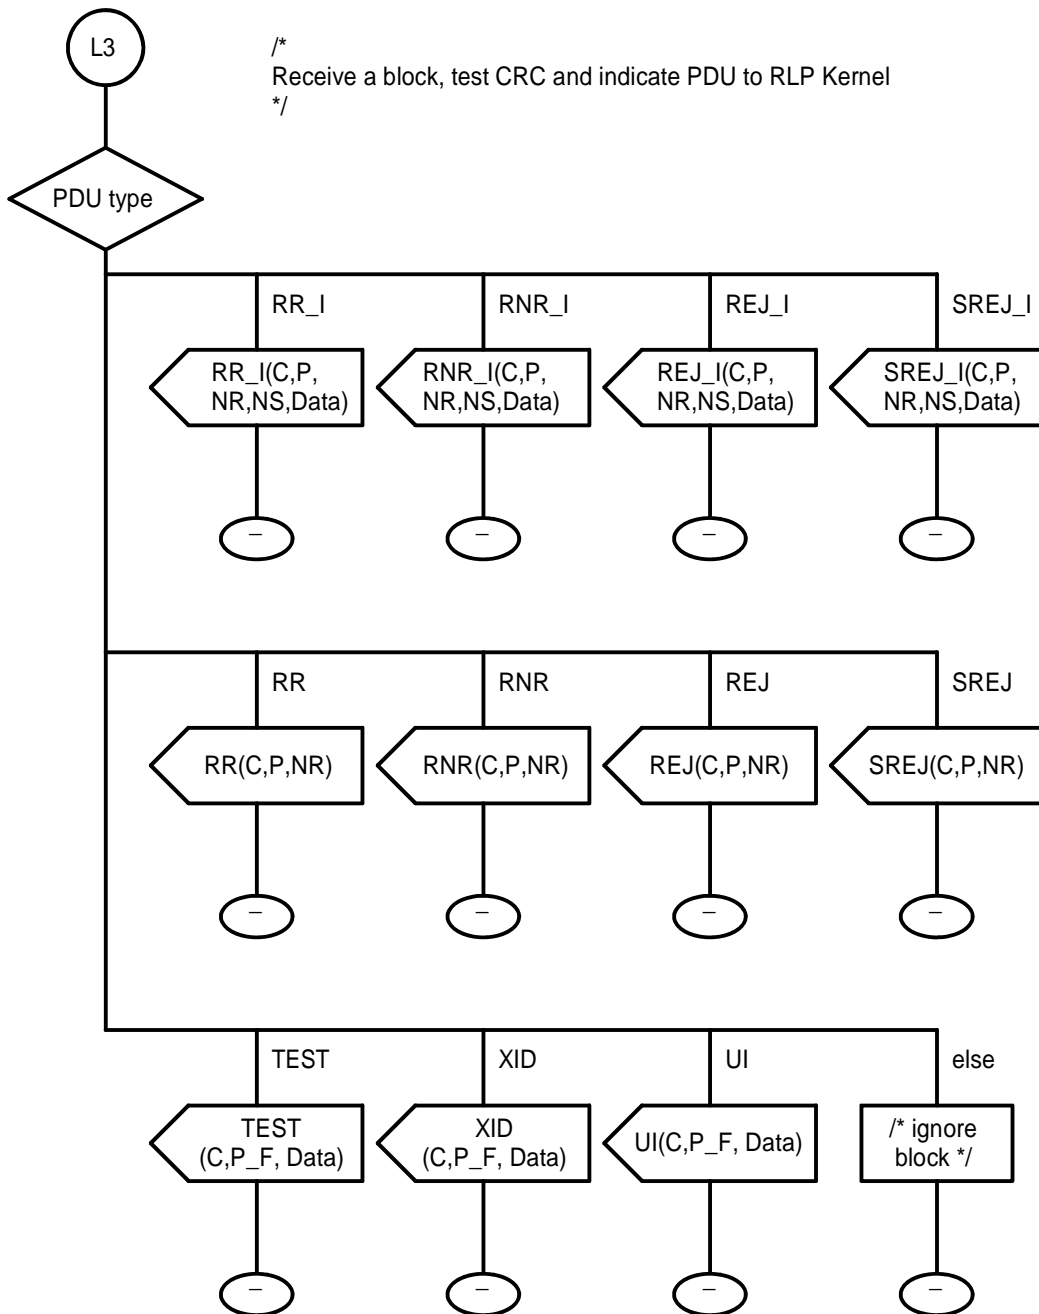 L3
/*
Receive a block, test CRC and indicate PDU to RLP Kernel
*/
PDU type
RR_I
RNR_I
REJ_I
SREJ_I
RR_I(C,P,
NR,NS,Data)
RNR_I(C,P,
NR,NS,Data)
REJ_I(C,P,
NR,NS,Data)
SREJ_I(C,P,
NR,NS,Data)
–
–
–
–
RR
RNR
REJ
SREJ
RR(C,P,NR)
RNR(C,P,NR)
REJ(C,P,NR)
SREJ(C,P,NR)
–
–
–
–
TEST
XID
UI
else
TEST
(C,P_F, Data)
XID
(C,P_F, Data)
UI(C,P_F, Data)
/* ignore
block */
–
–
–
–